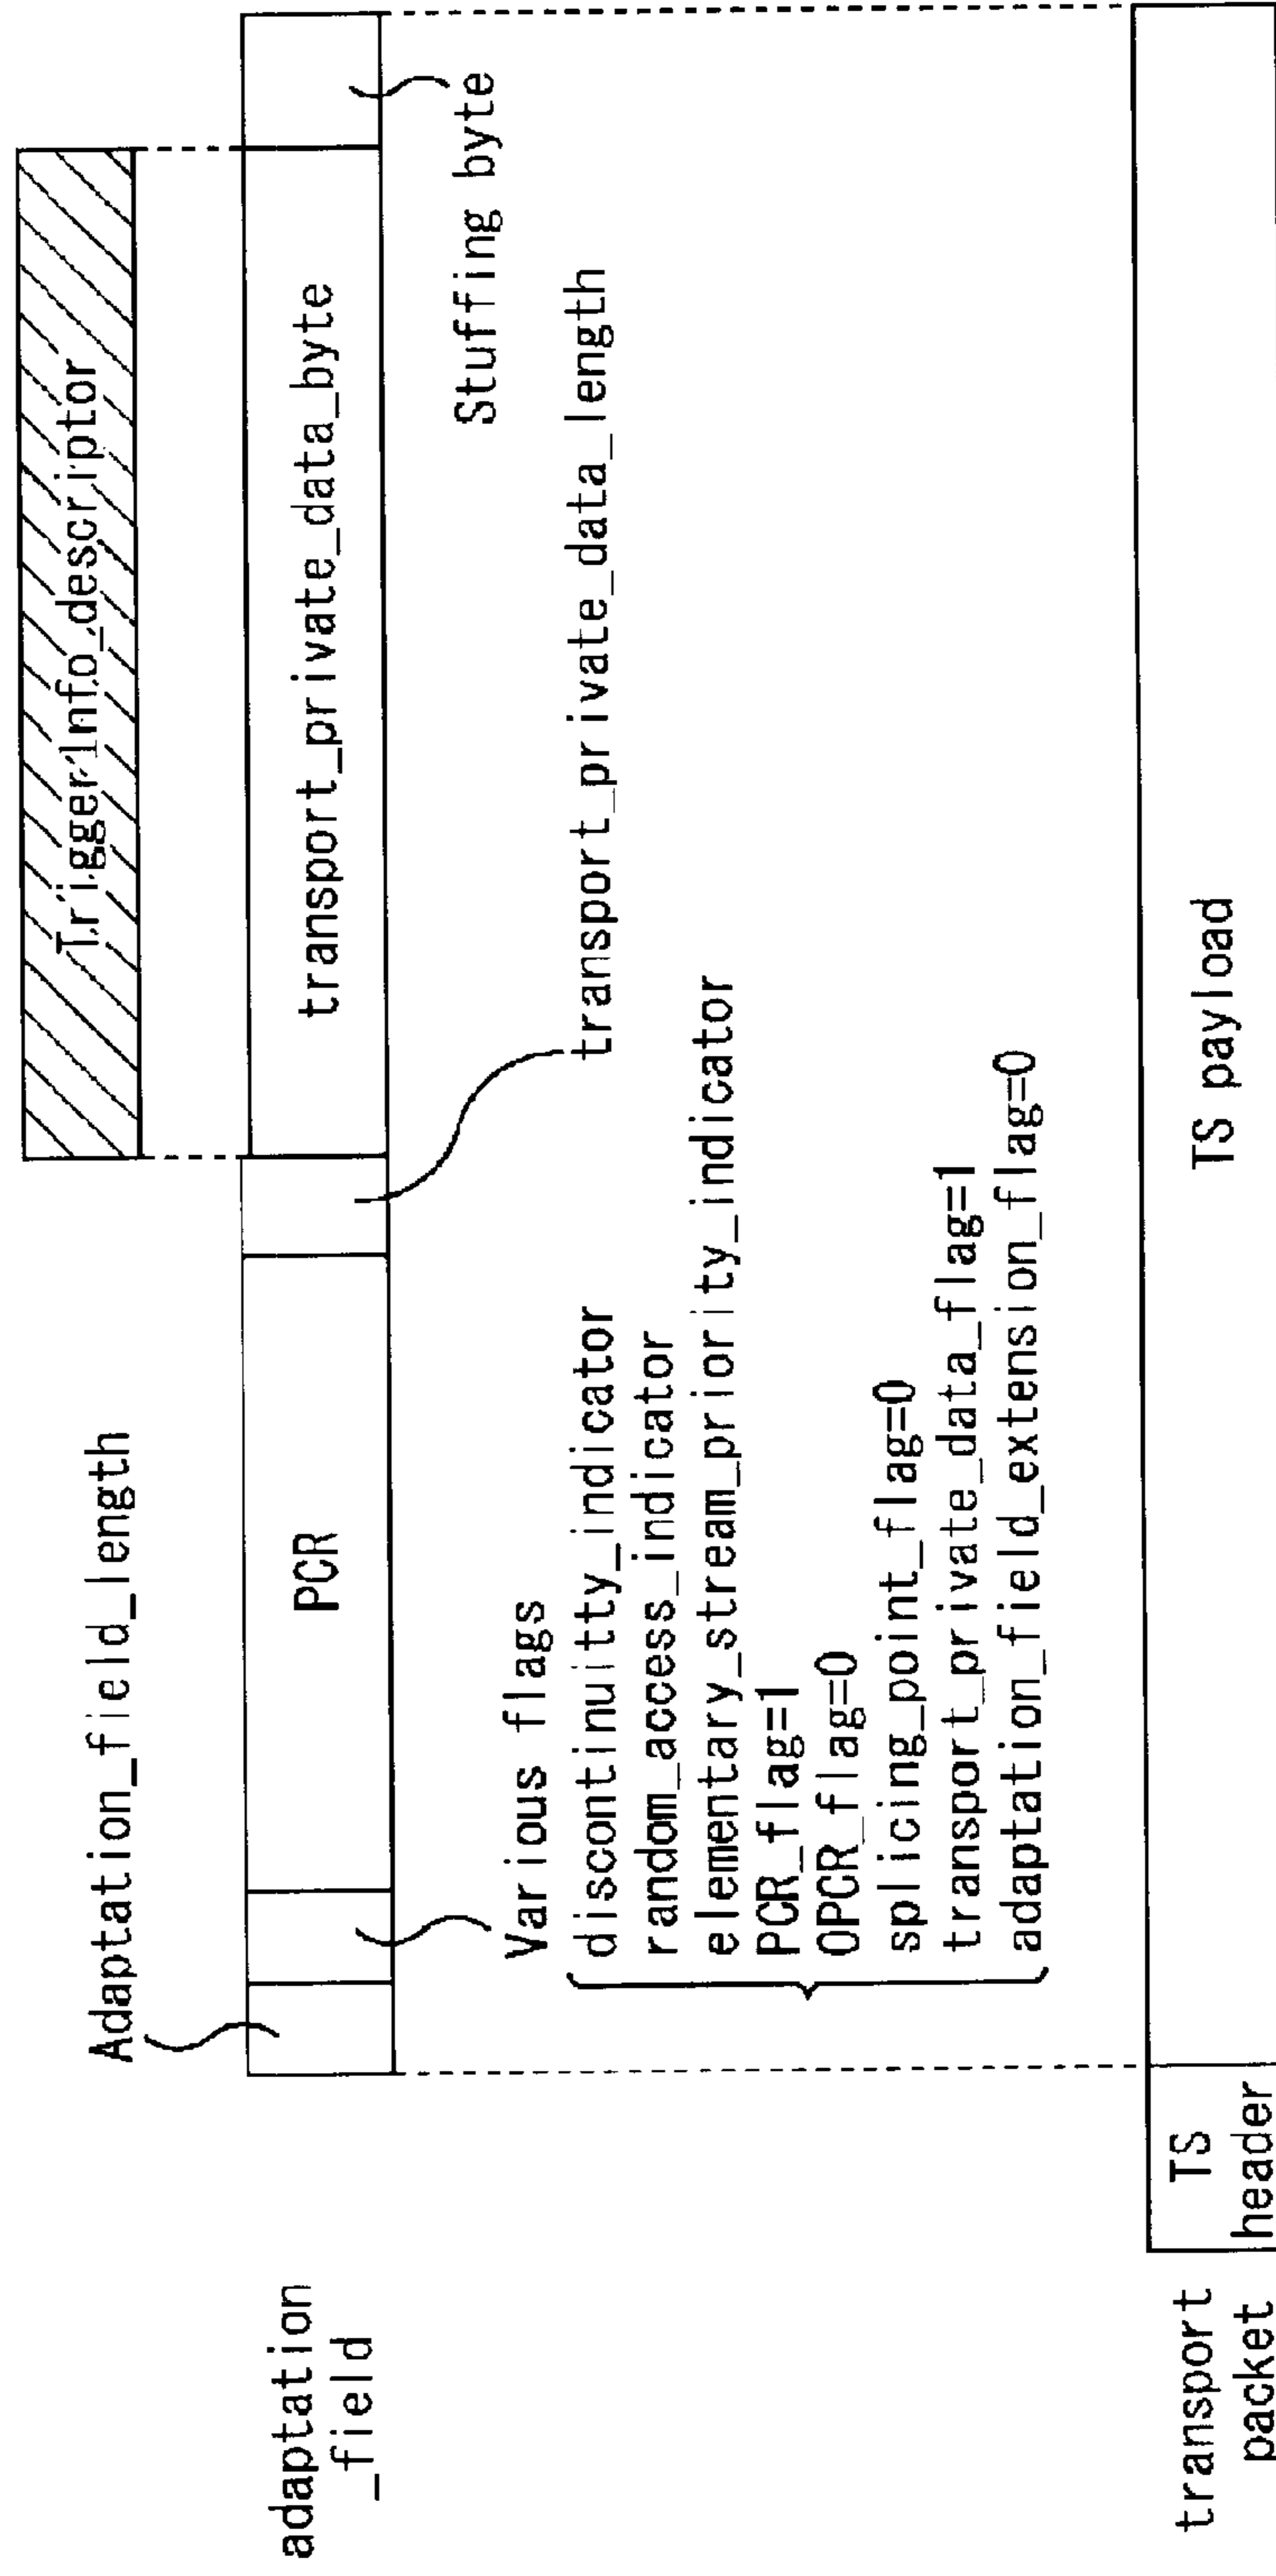 TriggerInfo_descriptor
Adaptation_field_length
adaptation
_field
PCR
transport_private_data_byte
Various flags
discontinuitty_indicator
random_access_indicator
elementary_stream_priority_indicator
PCR_flag=1
OPCR_flag=0
splicing_point_flag=0
transport_private_data_flag=1
adaptation_field_extension_flag=0
Stuffing byte
transport_private_data_length
transport
packet
TS
header
TS payload